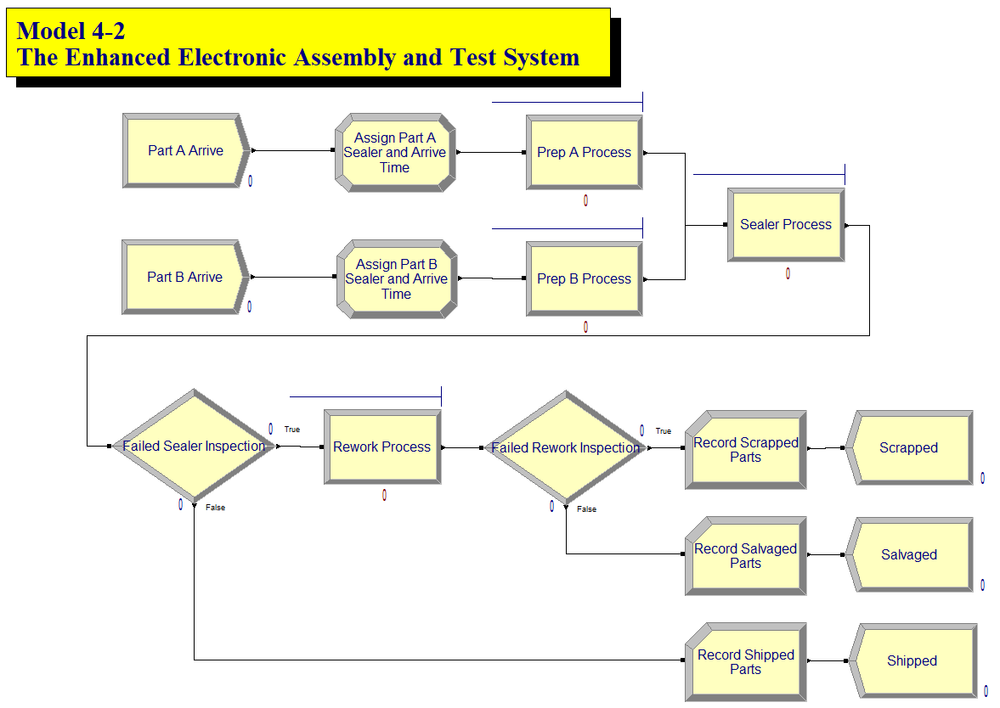 Model 4-2
The Enhanced Electronic Assembly and Test System
Part A Arrive
0
Assign Part A
Sealer and Arrive
Time
Prep A Process
0
Part B Arrive
0
Assign Part B
Sealer and Arrive
Time
Prep B Process
0
Sealer Process
0
Failed Sealer Inspection
0
True
0
False
Rework Process
0
Failed Rework Inspection
0
True
0
False
Record Scrapped
Parts
Scrapped
0
Record Salvaged
Parts
Salvaged
0
Record Shipped
Parts
Shipped
0